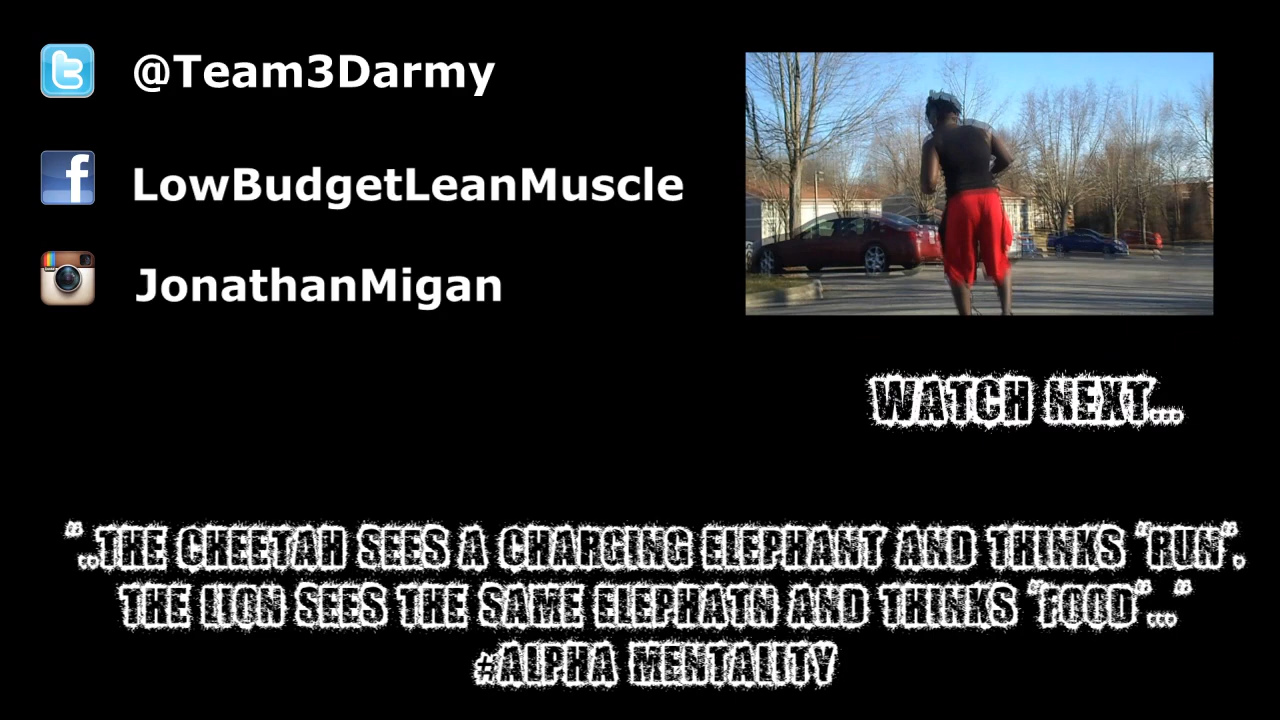 @Team3Darmy
LowBudgetLeanMuscle
JonathanMigan
WATCH NEXT...
"..THE CHEETAH SEES A CHARGING ELEPHANT AND THINKS "RUN".
THE LION SEES THE SAME ELEPHATN AND THINKS "FOOD"..."
#ALPHA MENTALITY